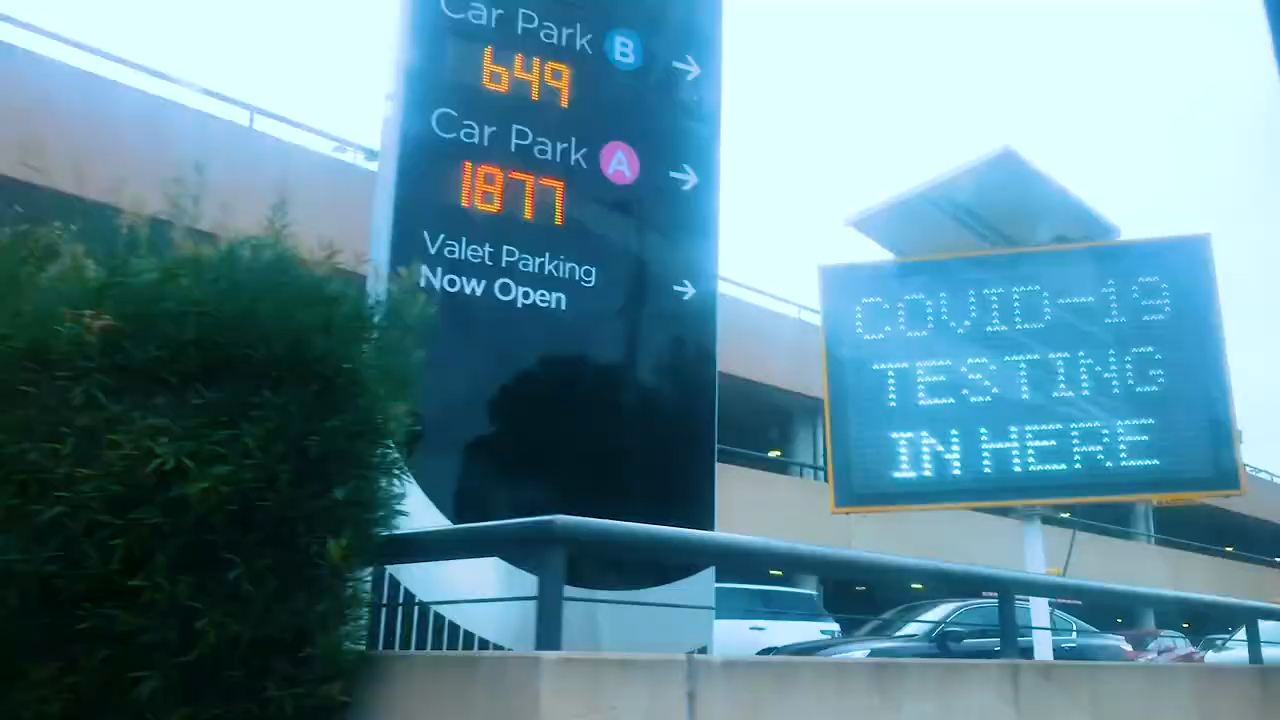 Car Park B
649
Car Park A
1877
Valet Parking
Now Open
COVID-19
TESTING
IN HERE